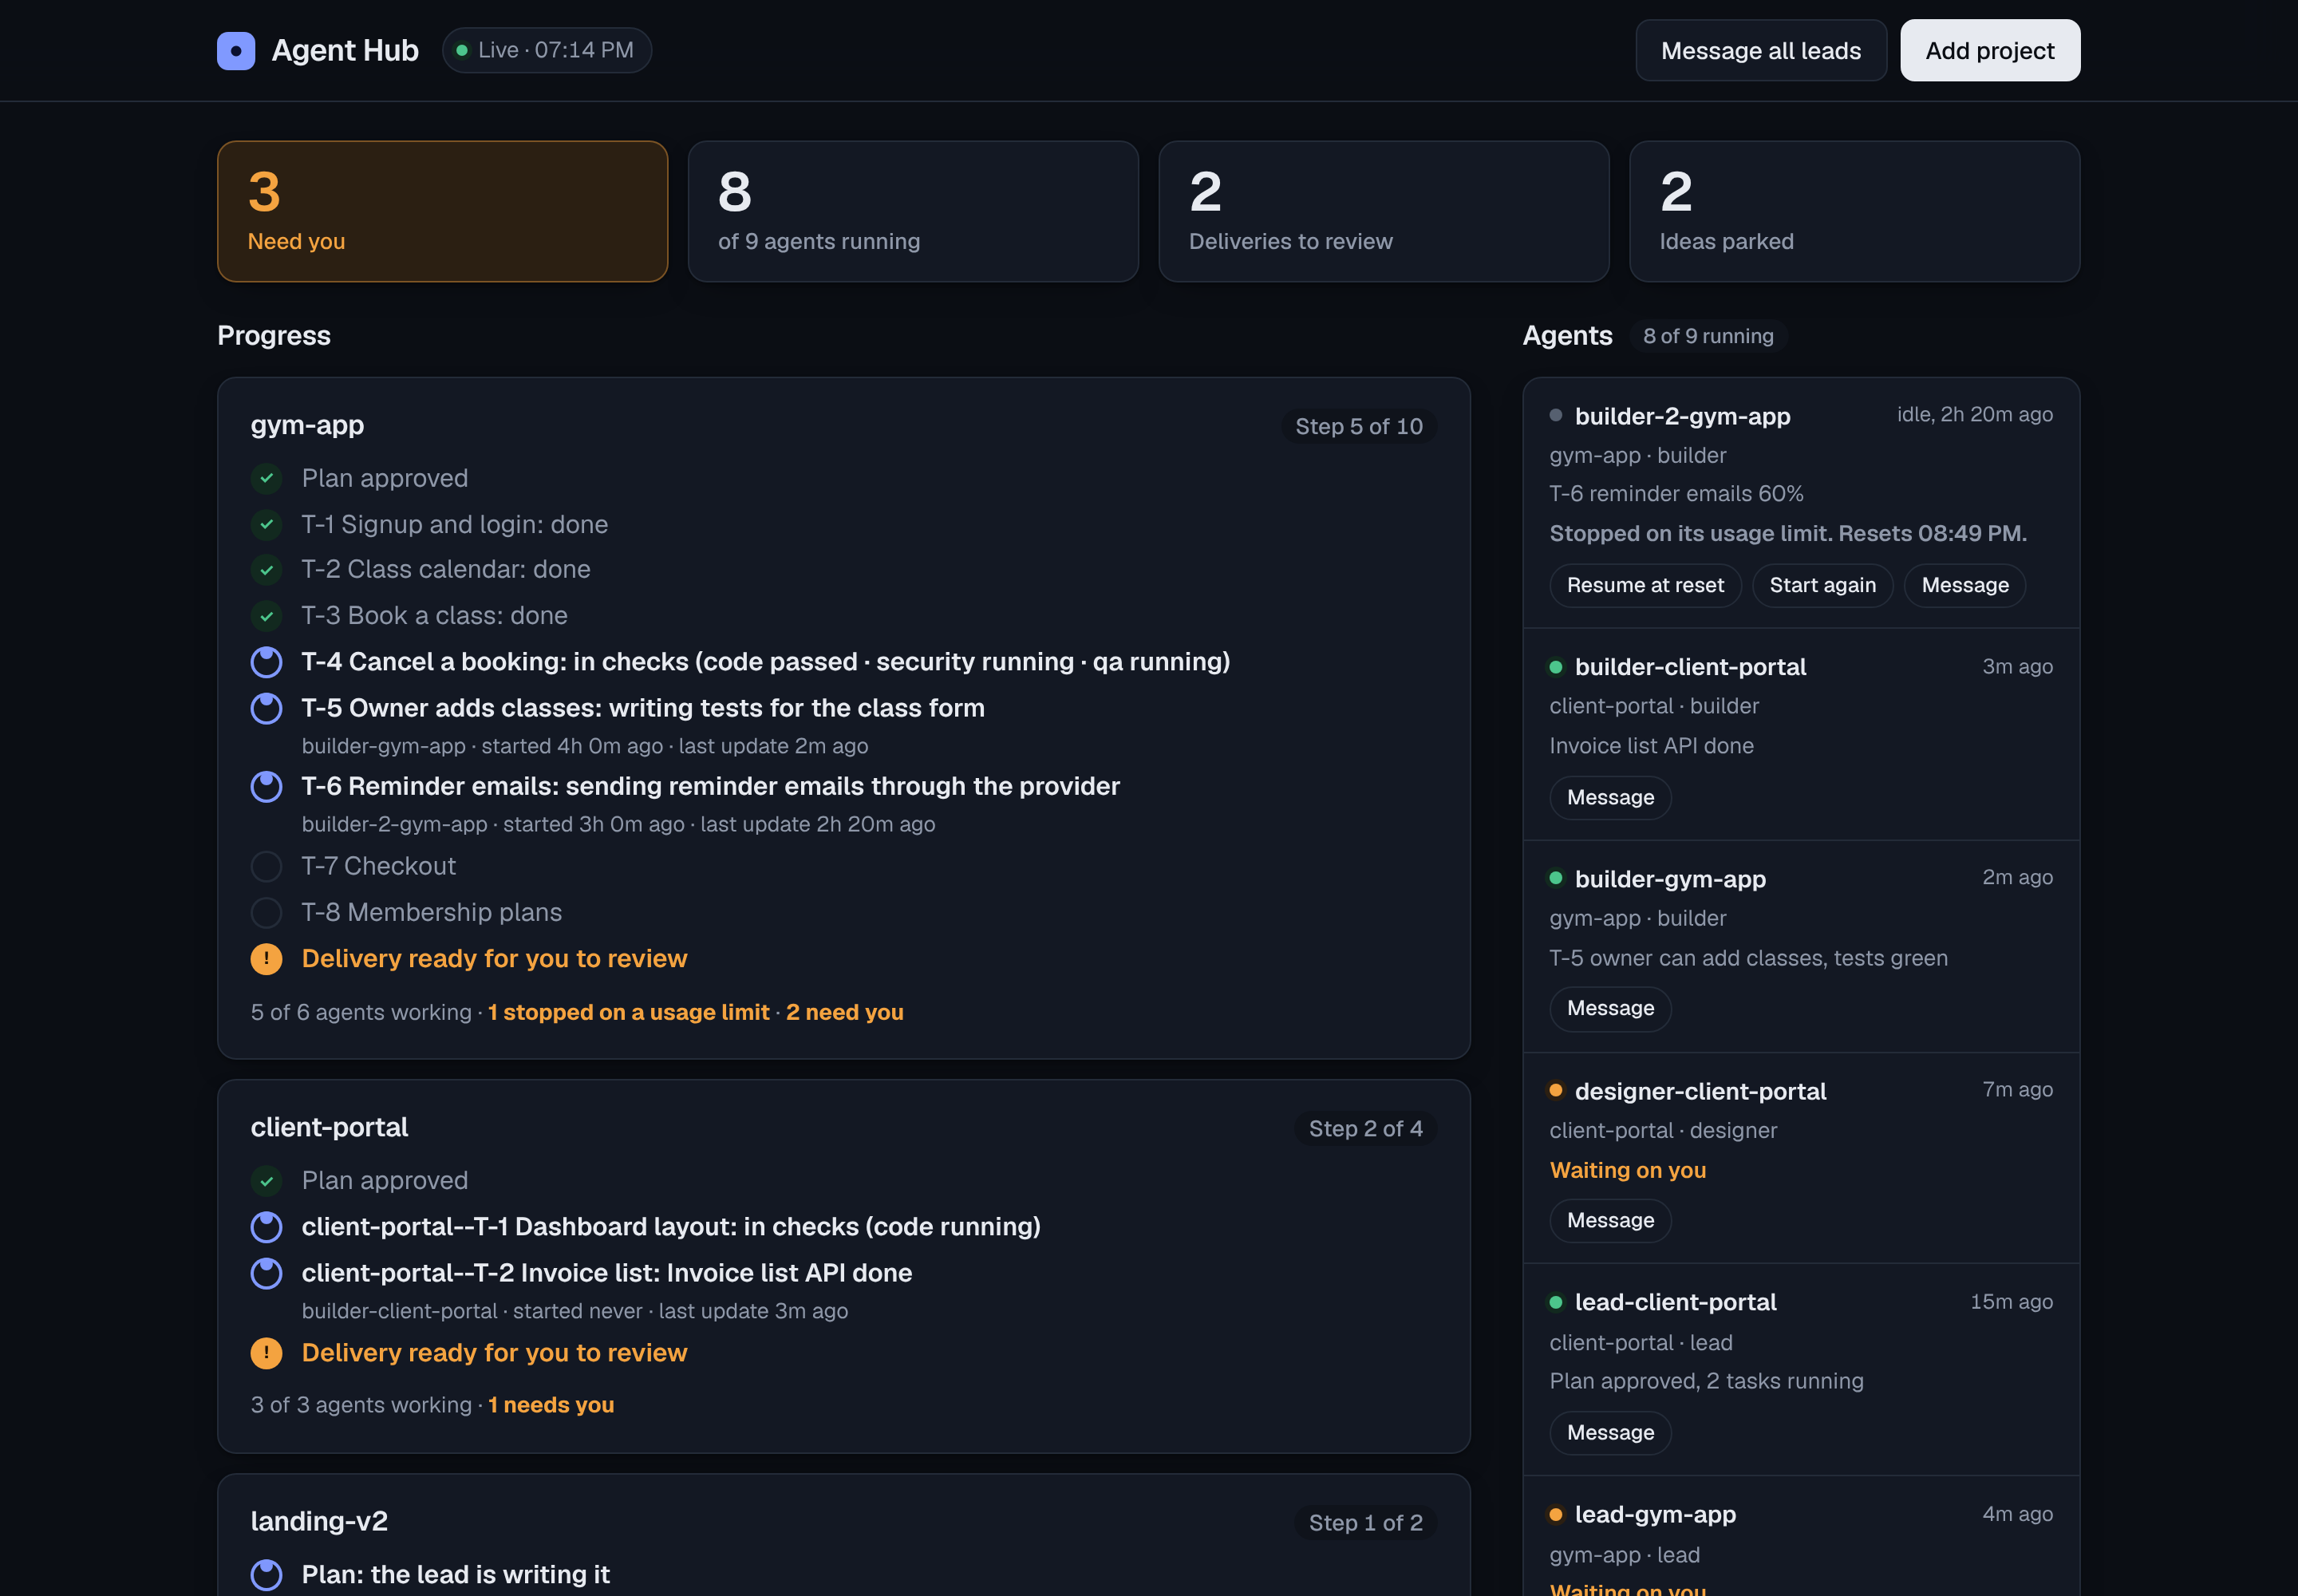 Agent Hub
Live · 07:14 PM
Message all leads
Add project
3
Need you
8
of 9 agents running
2
Deliveries to review
2
Ideas parked
Progress
gym-app
Step 5 of 10
Plan approved
T-1 Signup and login: done
T-2 Class calendar: done
T-3 Book a class: done
T-4 Cancel a booking: in checks (code passed · security running · qa running)
T-5 Owner adds classes: writing tests for the class form
builder-gym-app · started 4h 0m ago · last update 2m ago
T-6 Reminder emails: sending reminder emails through the provider
builder-2-gym-app · started 3h 0m ago · last update 2h 20m ago
T-7 Checkout
T-8 Membership plans
! Delivery ready for you to review
5 of 6 agents working · 1 stopped on a usage limit · 2 need you
client-portal
Step 2 of 4
Plan approved
client-portal--T-1 Dashboard layout: in checks (code running)
client-portal--T-2 Invoice list: Invoice list API done
builder-client-portal · started never · last update 3m ago
! Delivery ready for you to review
3 of 3 agents working · 1 needs you
landing-v2
Step 1 of 2
Plan: the lead is writing it
Agents
8 of 9 running
builder-2-gym-app
idle, 2h 20m ago
gym-app · builder
T-6 reminder emails 60%
Stopped on its usage limit. Resets 08:49 PM.
Resume at reset
Start again
Message
builder-client-portal
3m ago
client-portal · builder
Invoice list API done
Message
builder-gym-app
2m ago
gym-app · builder
T-5 owner can add classes, tests green
Message
designer-client-portal
7m ago
client-portal · designer
Waiting on you
Message
lead-client-portal
15m ago
client-portal · lead
Plan approved, 2 tasks running
Message
lead-gym-app
4m ago
gym-app · lead
Waiting on you